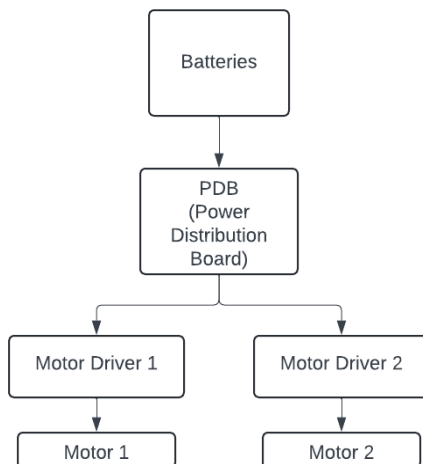 Batteries
PDB
(Power
Distribution
Board)
Motor Driver 1
Motor Driver 2
Motor 1
Motor 2